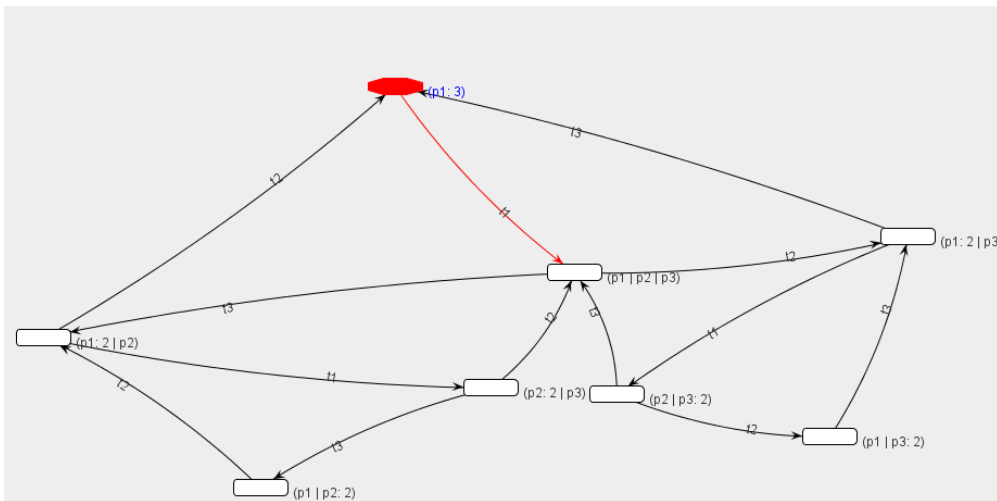 (p1: 3)
t3
t2
t1
(p1: 2 | p3
t2
(p1 | p2 | p3)
t3
t2
t3
t1
(p1: 2 | p2)
t1
t2
(p2: 2 | p3)
(p2 | p3: 2)
t2
(p1 | p3: 2)
t3
(p1 | p2: 2)
t3